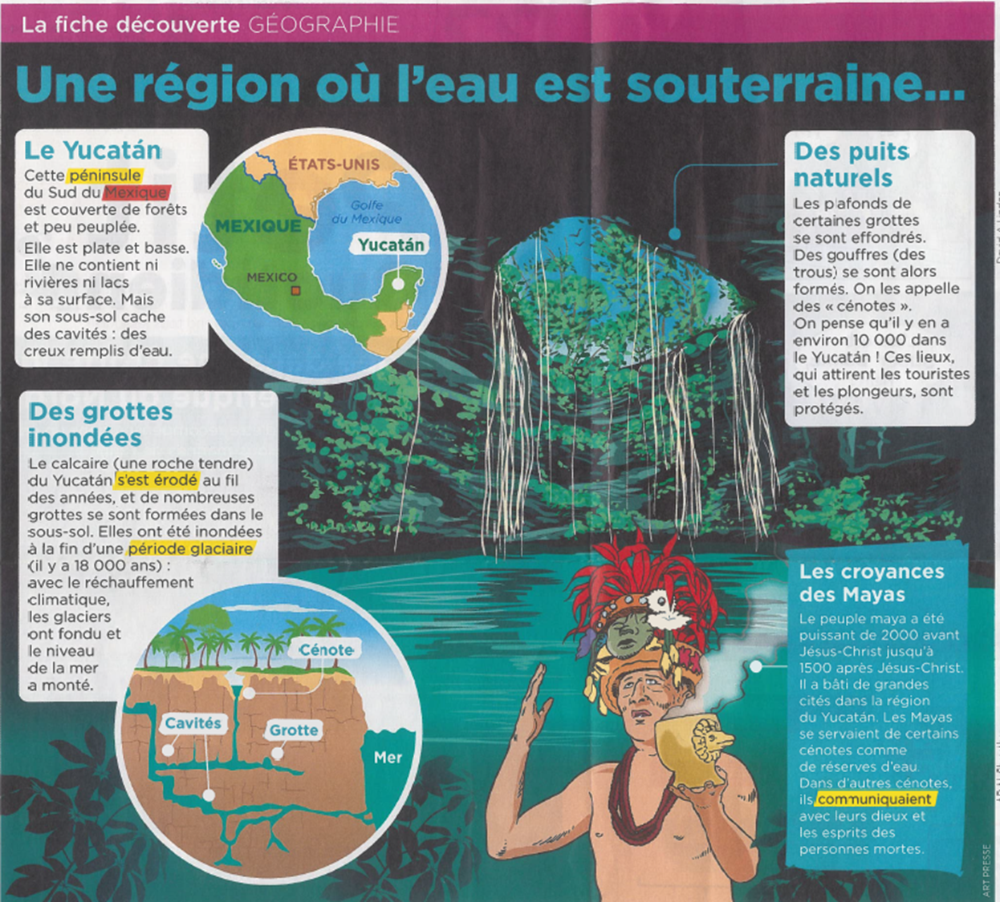 La fiche découverte GÉOGRAPHIE
Une région où l'eau est souterraine...
Le Yucatán
Cette péninsule
du Sud du Mexique
est couverte de forêts
et peu peuplée.
Elle est plate et basse.
Elle ne contient ni
rivières ni lacs
à sa surface. Mais
son sous-sol cache
des cavités : des
creux remplis d'eau.
ÉTATS-UNIS
Golfe
du Mexique
MEXIQUE
Yucatán
MEXICO
Des puits
naturels
Les plafonds de
certaines grottes
se sont effondrés.
Des gouffres (des
trous) se sont alors
formés. On les appelle
des « cénotes ».
On pense qu'il y en a
environ 10 000 dans
le Yucatán ! Ces lieux,
qui attirent les touristes
et les plongeurs, sont
protégés.
Des grottes
inondées
Le calcaire (une roche tendre)
du Yucatán s'est érodé au fil
des années, et de nombreuses
grottes se sont formées dans le
sous-sol. Elles ont été inondées
à la fin d'une période glaciaire
(il y a 18 000 ans) :
avec le réchauffement
climatique,
les glaciers
ont fondu et
le niveau
de la mer
a monté.
Cénote
Cavités
Grotte
Mer
Les croyances
des Mayas
Le peuple maya a été
puissant de 2000 avant
Jésus-Christ jusqu'à
1500 après Jésus-Christ.
Il a bâti de grandes
cités dans la région
du Yucatán. Les Mayas
se servaient de certains
cénotes comme
de réserves d'eau.
Dans d'autres cénotes,
ils communiquaient
avec leurs dieux et
les esprits des
personnes mortes.
ART PRESSE